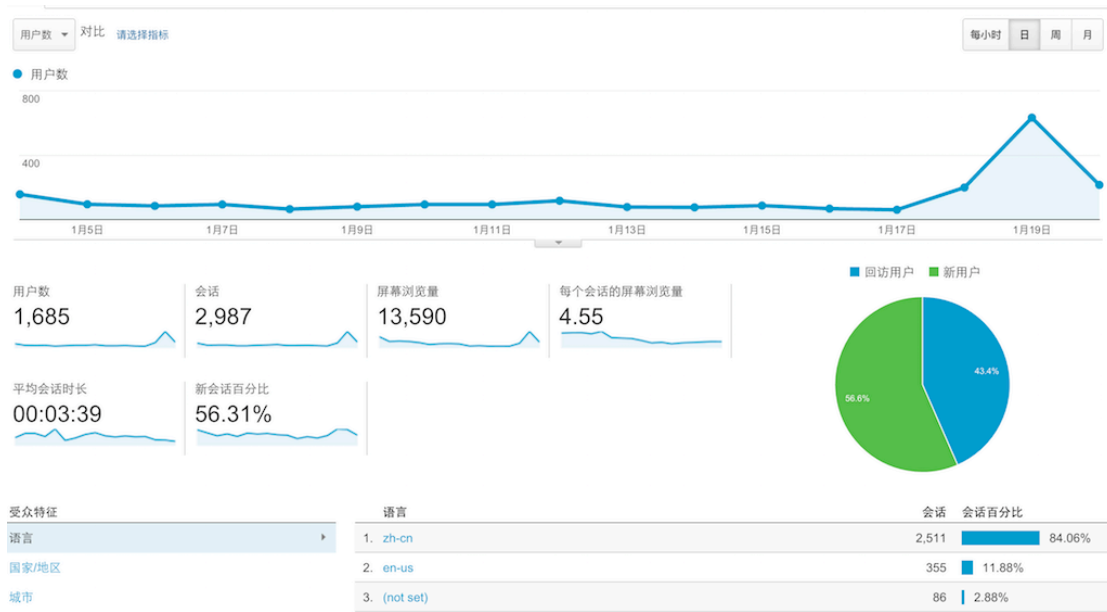 用户数 对比 请选择指标 每小时 日 周 月
用户数
800
400
1月5日 1月7日 1月9日 1月11日 1月13日 1月15日 1月17日 1月19日
回访用户 新用户
用户数 会话 屏幕浏览量 每个会话的屏幕浏览量
1,685 2,987 13,590 4.55
43.4%
56.6%
平均会话时长 新会话百分比
00:03:39 56.31%
受众特征 语言 会话 会话百分比
语言 1. zh-cn 2,511 84.06%
国家/地区 2. en-us 355 11.88%
城市 3. (not set) 86 2.88%